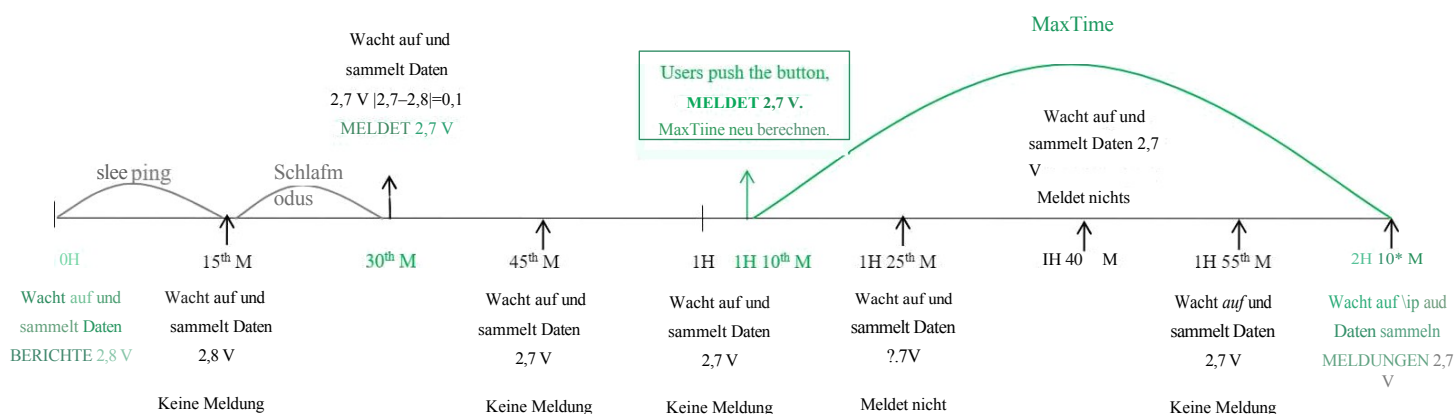 MaxTime
Wacht auf und
sammelt Daten
2,7 V |2,7–2,8|=0,1
MELDET 2,7 V
Users push the button,
MELDET 2,7 V.
MaxTiine neu berechnen.
Wacht auf und
sammelt Daten 2,7
V
Meldet nichts
slee ping
Schlafm
odus
0H
15th M
30th M
45th M
1H
1H 10th M
1H 25th M
IH 40 M
1H 55th M
2H 10* M
Wacht auf und
sammelt Daten
BERICHTE 2,8 V
Wacht auf und
sammelt Daten
2,8 V
Keine Meldung
Wacht auf und
sammelt Daten
2,7 V
Keine Meldung
Wacht auf und
sammelt Daten
2,7 V
Keine Meldung
Wacht auf und
sammelt Daten
?.7V
Meldet nicht
Wacht auf und
sammelt Daten
2,7 V
Keine Meldung
Wacht auf \ip aud
Daten sammeln
MELDUNGEN 2,7
V